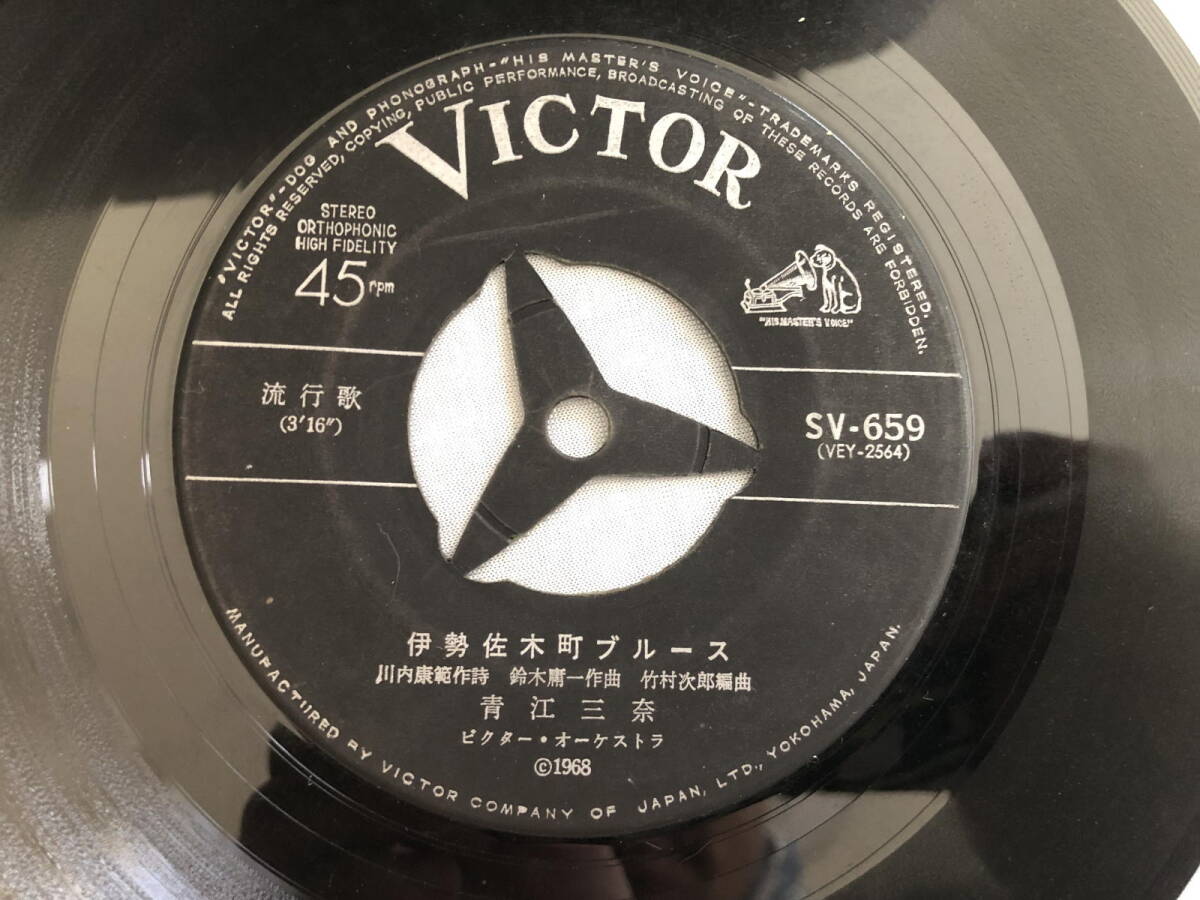 "VICTOR"-DOG AND PHONOGRAPH-"HIS MASTER'S VOICE"-TRADEMARKS REGISTERED.
ALL RIGHTS RESERVED, COPYING, PUBLIC PERFORMANCE, BROADCASTING OF THESE RECORDS ARE FORBIDDEN.
VICTOR
STEREO
ORTHOPHONIC
HIGH FIDELITY
45 rpm
"HIS MASTER'S VOICE"
流行歌
(3′16″)
SV-659
(VEY-2564)
伊勢佐木町ブルース
川内康範作詩 鈴木庸一作曲 竹村次郎編曲
青江三奈
ビクター・オーケストラ
©1968
MANUFACTURED BY VICTOR COMPANY OF JAPAN, LTD., YOKOHAMA, JAPAN.